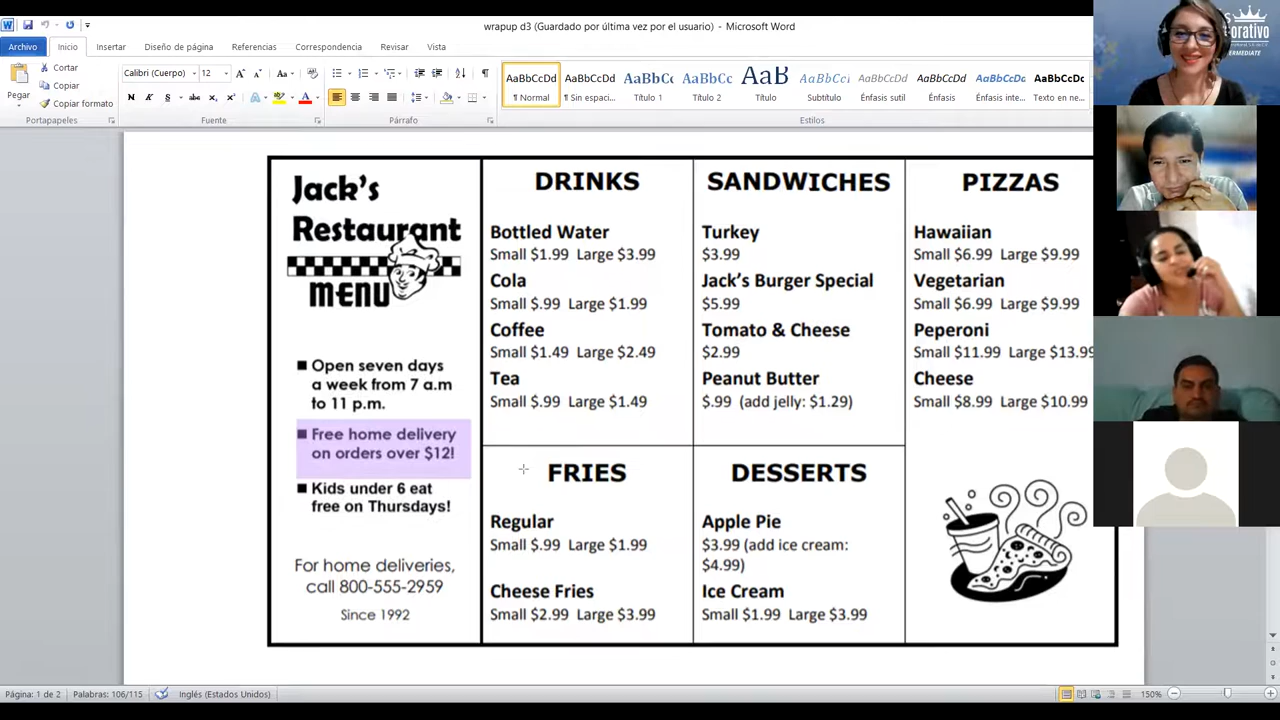 wrapup d3 (Guardado por última vez por el usuario) - Microsoft Word
Archivo Inicio Insertar Diseño de página Referencias Correspondencia Revisar Vista
Pegar
Cortar
Copiar
Copiar formato
Portapapeles
Calibri (Cuerpo) 12
Fuente
Párrafo
AaBbCcDd AaBbCcDd AaBbCc AaBbCc AaB AaBbCc AaBbCcDd AaBbCcDd AaBbCcDd AaBbCcDc
¶ Normal ¶ Sin espaci... Título 1 Título 2 Título Subtítulo Énfasis sutil Énfasis Énfasis inte... Texto en ne...
Estilos
Jack's
Restaurant
MENU
■ Open seven days
a week from 7 a.m
to 11 p.m.
■ Free home delivery
on orders over $12!
■ Kids under 6 eat
free on Thursdays!
For home deliveries,
call 800-555-2959
Since 1992
DRINKS
Bottled Water
Small $1.99 Large $3.99
Cola
Small $.99 Large $1.99
Coffee
Small $1.49 Large $2.49
Tea
Small $.99 Large $1.49
SANDWICHES
Turkey
$3.99
Jack's Burger Special
$5.99
Tomato & Cheese
$2.99
Peanut Butter
$.99 (add jelly: $1.29)
PIZZAS
Hawaiian
Small $6.99 Large $9.99
Vegetarian
Small $6.99 Large $9.99
Peperoni
Small $11.99 Large $13.99
Cheese
Small $8.99 Large $10.99
FRIES
Regular
Small $.99 Large $1.99
Cheese Fries
Small $2.99 Large $3.99
DESSERTS
Apple Pie
$3.99 (add ice cream:
$4.99)
Ice Cream
Small $1.99 Large $3.99
Página: 1 de 2 Palabras: 106/115 Inglés (Estados Unidos) 150%